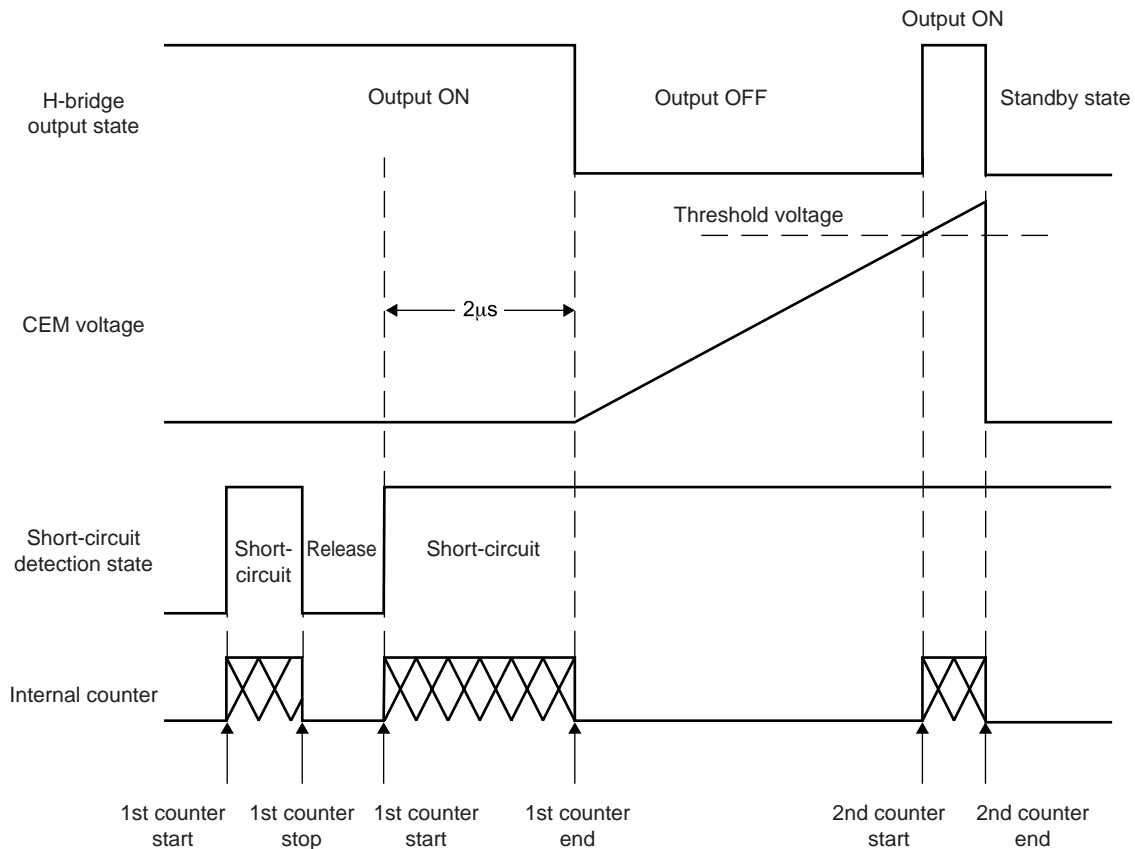 Output ON
H-bridge
output state
Output ON
Output OFF
Standby state
Threshold voltage
2μs
CEM voltage
Short-circuit
detection state
Short-
circuit
Release
Short-circuit
Internal counter
1st counter
start
1st counter
stop
1st counter
start
1st counter
end
2nd counter
start
2nd counter
end